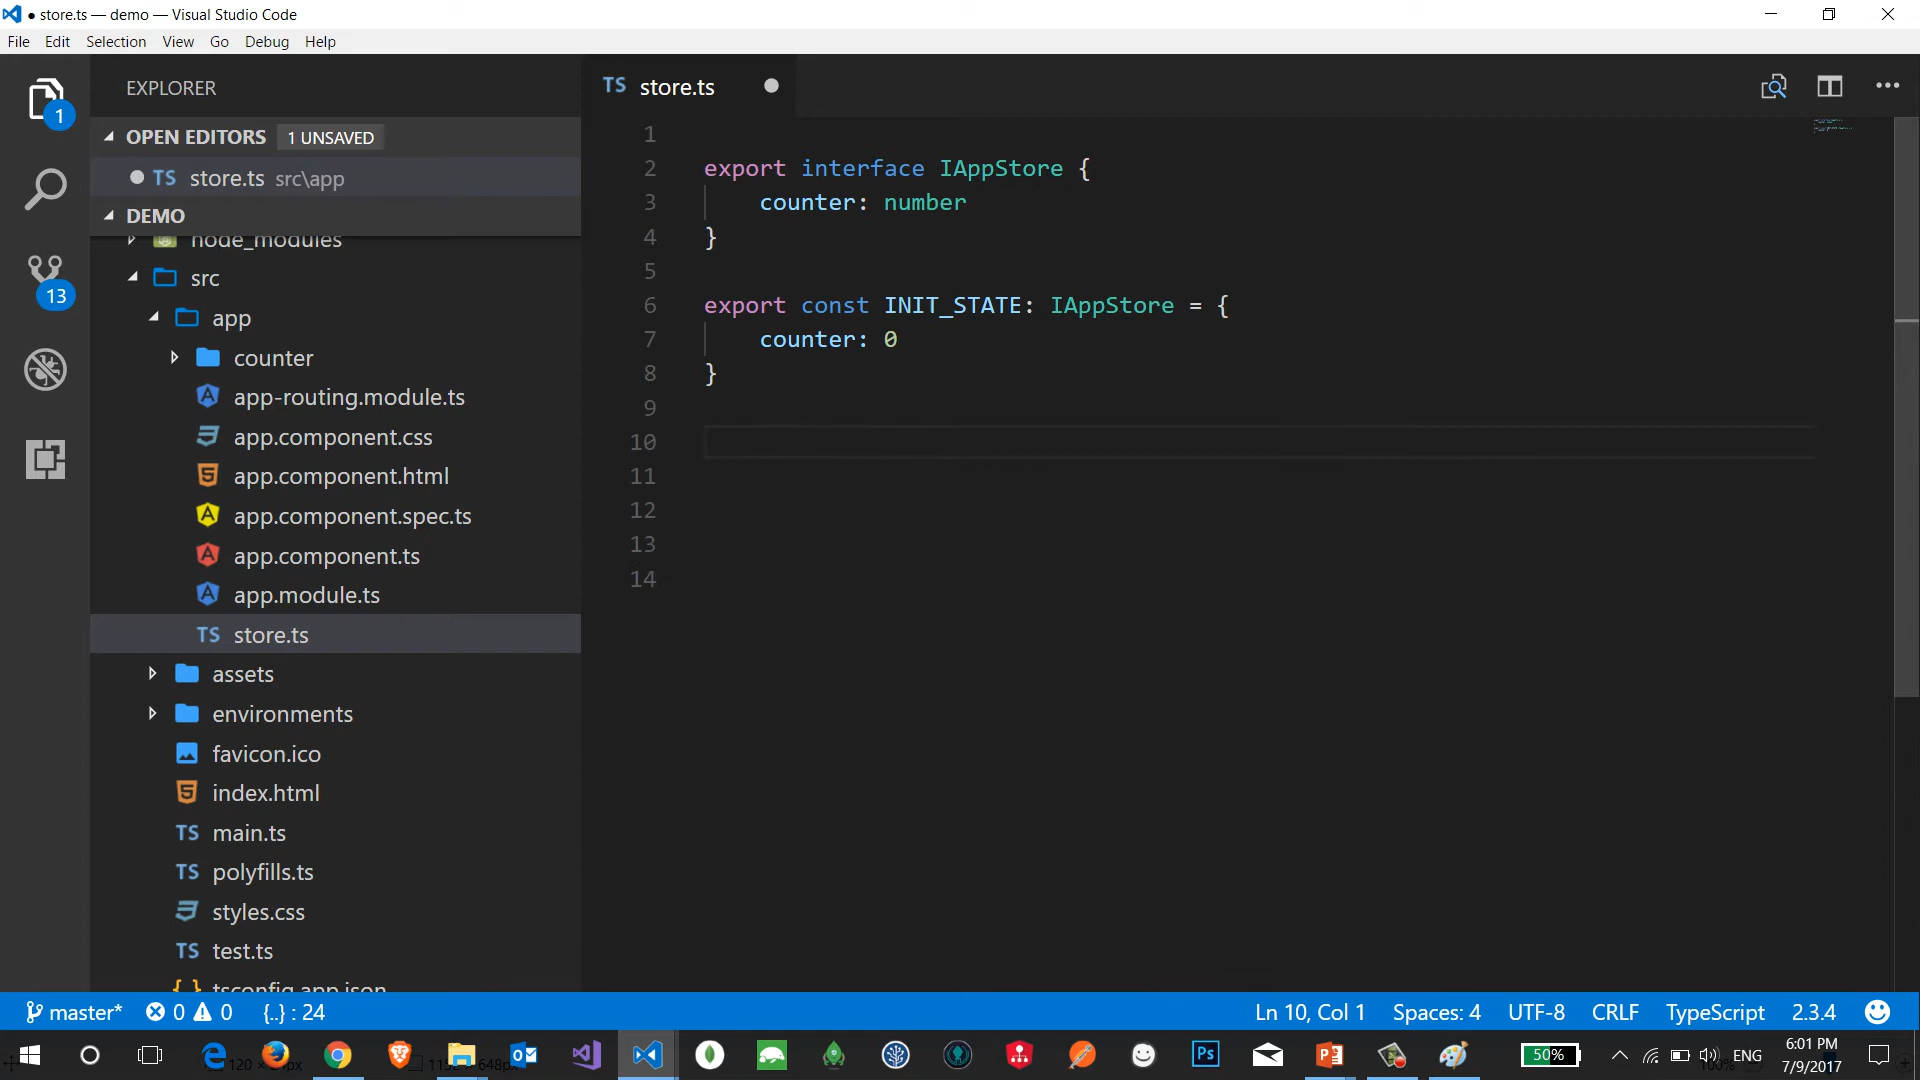 ● store.ts — demo — Visual Studio Code
File Edit Selection View Go Debug Help
EXPLORER
OPEN EDITORS 1 UNSAVED
TS store.ts src\app
DEMO
node_modules
src
app
counter
app-routing.module.ts
app.component.css
app.component.html
app.component.spec.ts
app.component.ts
app.module.ts
TS store.ts
assets
environments
favicon.ico
index.html
TS main.ts
TS polyfills.ts
styles.css
TS test.ts
{} tsconfig.app.json
1
13
TS store.ts
1
2 export interface IAppStore {
3 counter: number
4 }
5
6 export const INIT_STATE: IAppStore = {
7 counter: 0
8 }
9
10
11
12
13
14
master* 0 0 {..} : 24 Ln 10, Col 1 Spaces: 4 UTF-8 CRLF TypeScript 2.3.4
Ps
50%
ENG
6:01 PM
7/9/2017